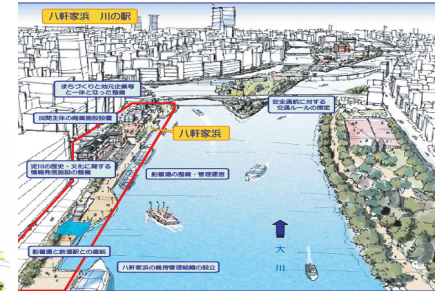 八軒家浜 川の駅
まちづくりと地元企業等
と一体となった整備
民間主体の商業施設設置
安全運航に対する
交通ルールの策定
八軒家浜
淀川の歴史・文化に関する
情報発信施設の整備
船着場の整備・管理運営
船着場と鉄道駅との直結
大
川
八軒家浜の維持管理組織の設立